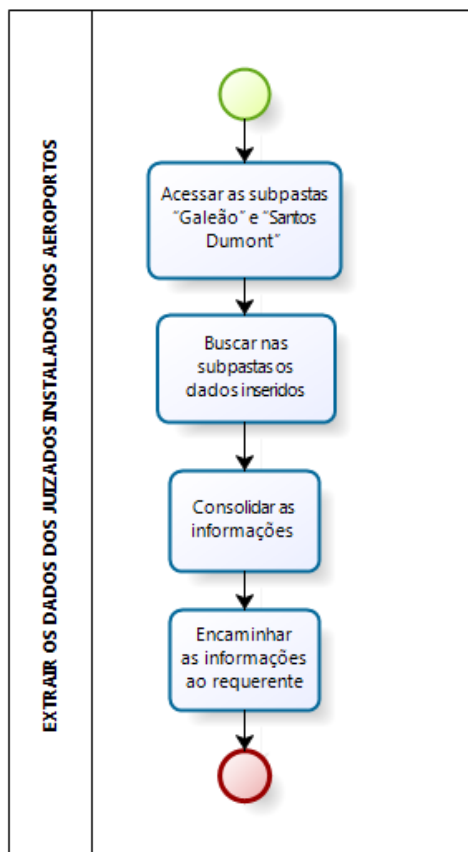 EXTRAIR OS DADOS DOS JUIZADOS INSTALADOS NOS AEROPORTOS
Acessar as subpastas
“Galeão” e “Santos
Dumont”
Buscar nas
subpastas os
dados inseridos
Consolidar as
informações
Encaminhar
as informações
ao requerente